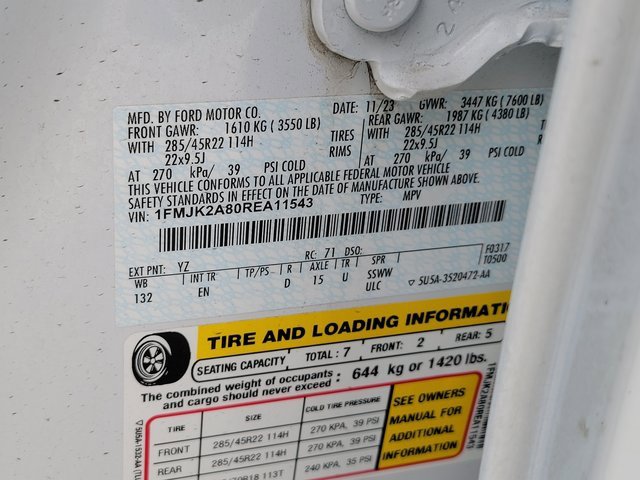 MFD. BY FORD MOTOR CO.
DATE: 11/23 GVWR: 3447 KG ( 7600 LB)
FRONT GAWR: 1610 KG ( 3550 LB) REAR GAWR: 1987 KG ( 4380 LB)
WITH 285/45R22 114H TIRES WITH 285/45R22 114H
22x9.5J RIMS 22x9.5J
AT 270 kPa/ 39 PSI COLD AT 270 kPa/ 39 PSI COLD
THIS VEHICLE CONFORMS TO ALL APPLICABLE FEDERAL MOTOR VEHICLE
SAFETY STANDARDS IN EFFECT ON THE DATE OF MANUFACTURE SHOWN ABOVE.
VIN: 1FMJK2A80REA11543 TYPE: MPV
F0317
T0500
EXT PNT: YZ RC: 71 DSO:
WB INT TR TP/PS R AXLE TR SPR
132 EN D 15 U SSWW
ULC ▽ 5U5A-3520472-AA
TIRE AND LOADING INFORMATI
SEATING CAPACITY TOTAL : 7 FRONT: 2 REAR: 5
The combined weight of occupants and cargo should never exceed : 644 kg or 1420 lbs.
TIRE SIZE COLD TIRE PRESSURE
FRONT 285/45R22 114H 270 KPA, 39 PSI
REAR 285/45R22 114H 270 KPA, 39 PSI
70R18 113T 240 KPA, 35 PSI
SEE OWNERS
MANUAL FOR
ADDITIONAL
INFORMATION